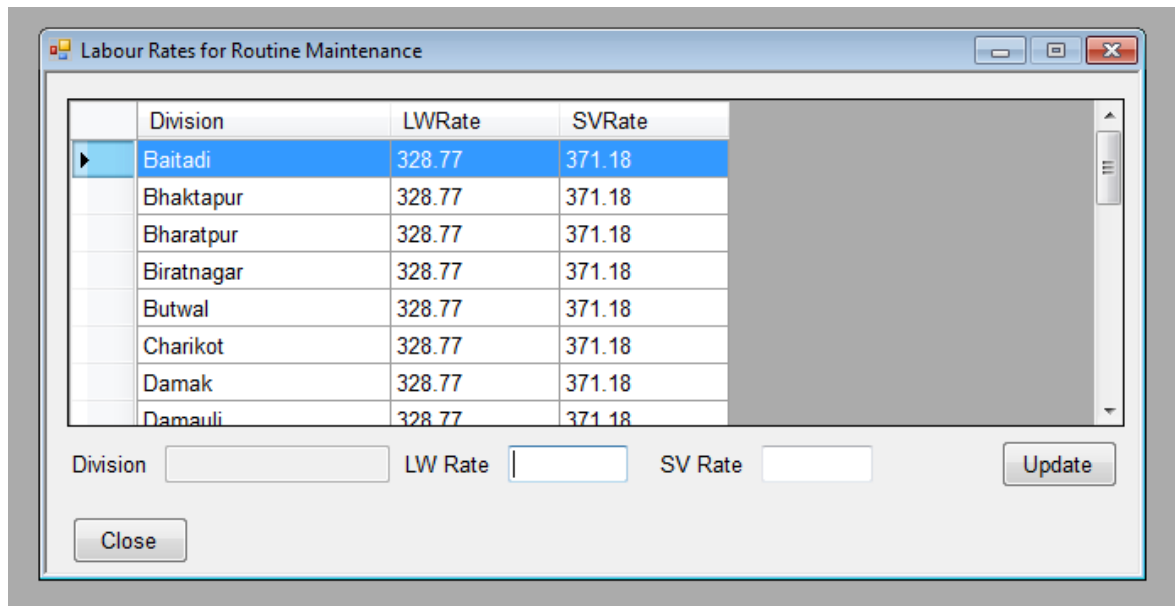 Labour Rates for Routine Maintenance
Division LWRate SVRate
Baitadi 328.77 371.18
Bhaktapur 328.77 371.18
Bharatpur 328.77 371.18
Biratnagar 328.77 371.18
Butwal 328.77 371.18
Charikot 328.77 371.18
Damak 328.77 371.18
Damauli 328.77 371.18
Division LW Rate SV Rate Update
Close